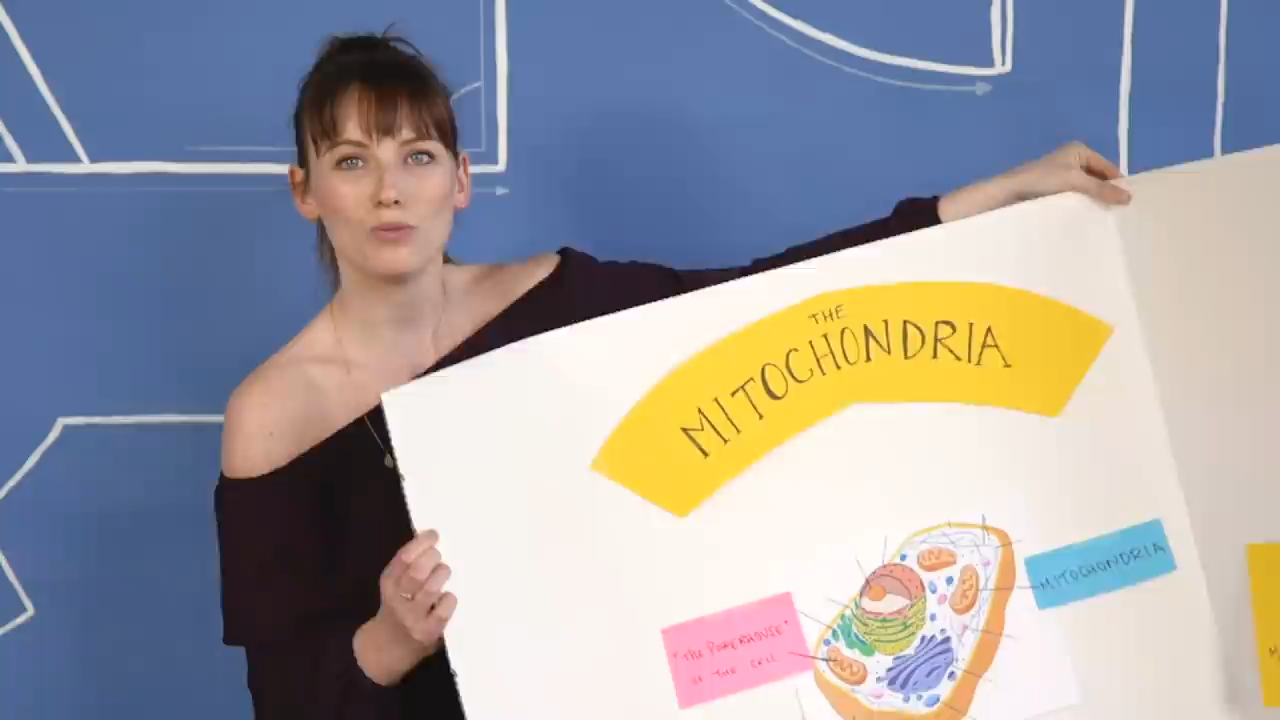 THE
MITOCHONDRIA
MITOCHONDRIA
"THE POWERHOUSE"
OF THE CELL